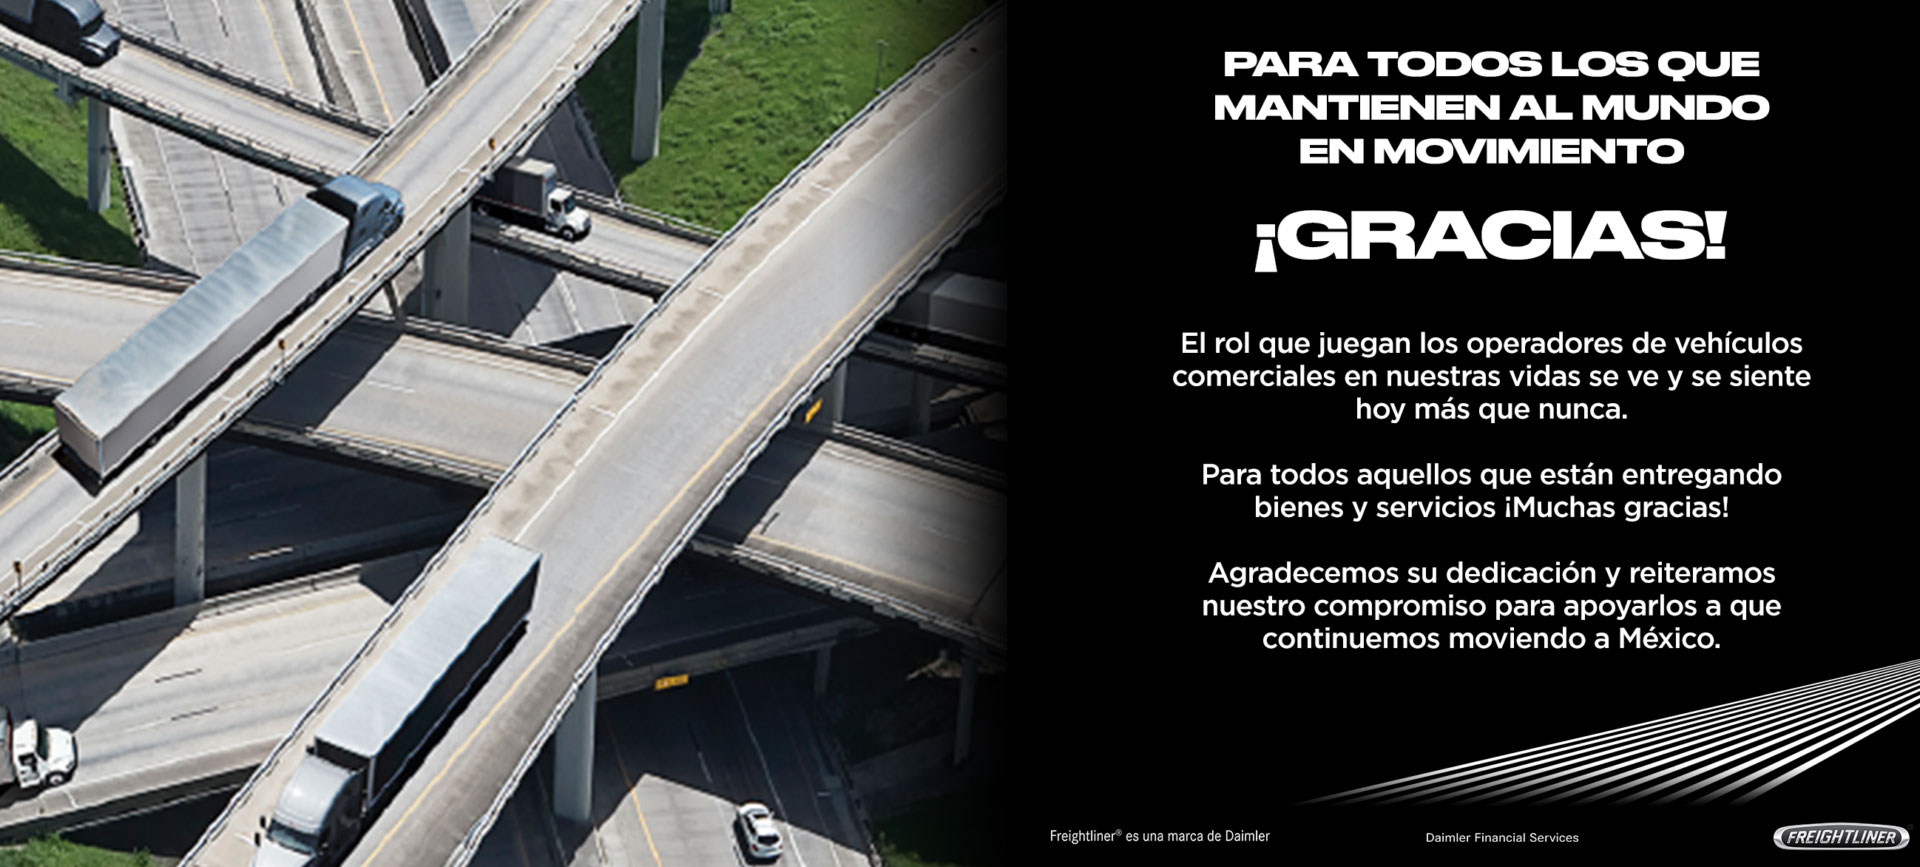 PARA TODOS LOS QUE
MANTIENEN AL MUNDO
EN MOVIMIENTO
¡GRACIAS!
El rol que juegan los operadores de vehículos
comerciales en nuestras vidas se ve y se siente
hoy más que nunca.
Para todos aquellos que están entregando
bienes y servicios ¡Muchas gracias!
Agradecemos su dedicación y reiteramos
nuestro compromiso para apoyarlos a que
continuemos moviendo a México.
Freightliner® es una marca de Daimler
Daimler Financial Services
FREIGHTLINER